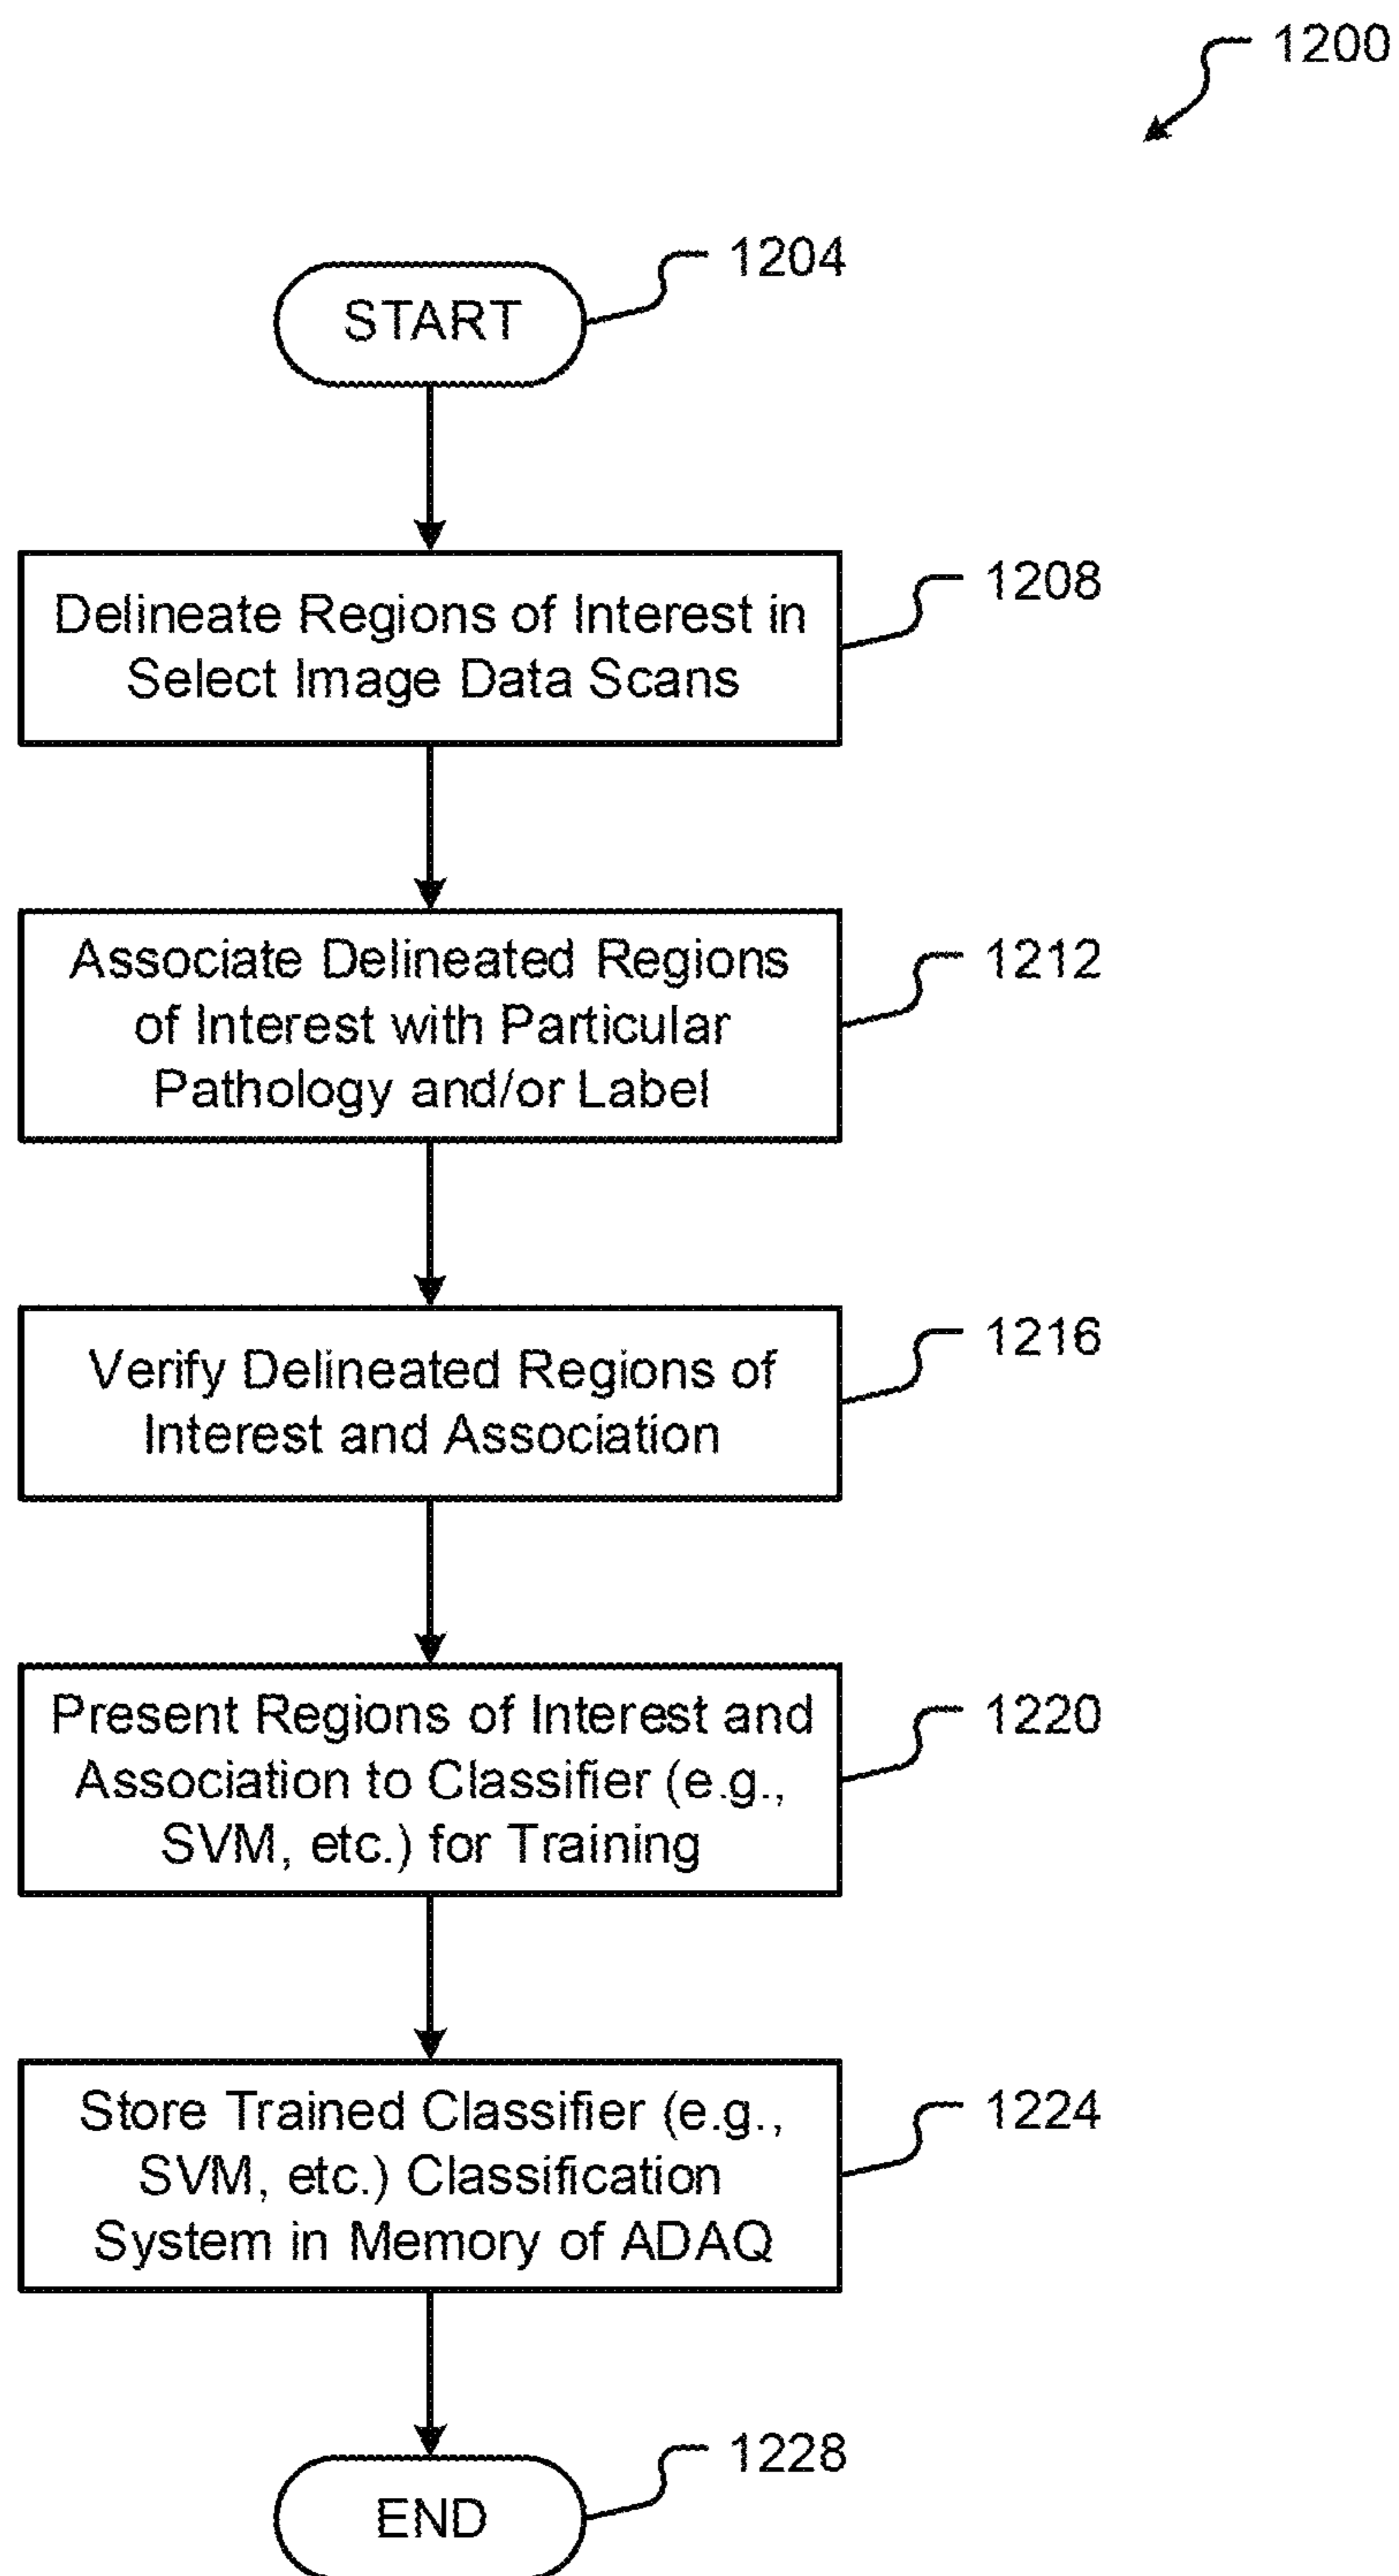 1200
1204
START
1208
Delineate Regions of Interest in
Select Image Data Scans
1212
Associate Delineated Regions
of Interest with Particular
Pathology and/or Label
1216
Verify Delineated Regions of
Interest and Association
1220
Present Regions of Interest and
Association to Classifier (e.g.,
SVM, etc.) for Training
1224
Store Trained Classifier (e.g.,
SVM, etc.) Classification
System in Memory of ADAQ
1228
END